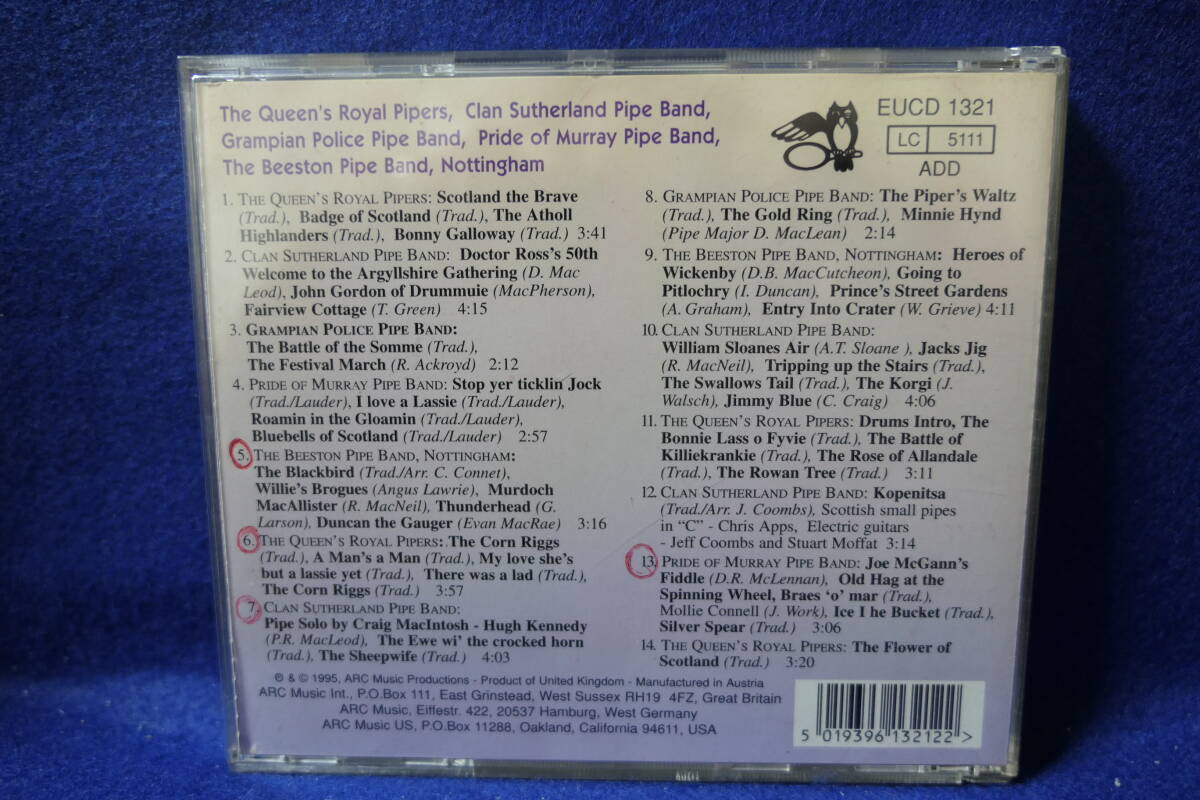 The Queen's Royal Pipers, Clan Sutherland Pipe Band,
Grampian Police Pipe Band, Pride of Murray Pipe Band,
The Beeston Pipe Band, Nottingham
EUCD 1321
LC 5111
ADD
1. THE QUEEN'S ROYAL PIPERS: Scotland the Brave
(Trad.), Badge of Scotland (Trad.), The Atholl
Highlanders (Trad.), Bonny Galloway (Trad.) 3:41
2. CLAN SUTHERLAND PIPE BAND: Doctor Ross's 50th
Welcome to the Argyllshire Gathering (D. Mac
Leod), John Gordon of Drummuie (MacPherson),
Fairview Cottage (T. Green) 4:15
3. GRAMPIAN POLICE PIPE BAND:
The Battle of the Somme (Trad.),
The Festival March (R. Ackroyd) 2:12
4. PRIDE OF MURRAY PIPE BAND: Stop yer ticklin Jock
(Trad./Lauder), I love a Lassie (Trad./Lauder),
Roamin in the Gloamin (Trad./Lauder),
Bluebells of Scotland (Trad./Lauder) 2:57
5. THE BEESTON PIPE BAND, NOTTINGHAM:
The Blackbird (Trad./Arr. C. Connet),
Willie's Brogues (Angus Lawrie), Murdoch
MacAllister (R. MacNeil), Thunderhead (G.
Larson), Duncan the Gauger (Evan MacRae) 3:16
6. THE QUEEN'S ROYAL PIPERS: The Corn Riggs
(Trad.), A Man's a Man (Trad.), My love she's
but a lassie yet (Trad.), There was a lad (Trad.),
The Corn Riggs (Trad.) 3:57
7. CLAN SUTHERLAND PIPE BAND:
Pipe Solo by Craig MacIntosh - Hugh Kennedy
(P.R. MacLeod), The Ewe wi' the crocked horn
(Trad.), The Sheepwife (Trad.) 4:03
8. GRAMPIAN POLICE PIPE BAND: The Piper's Waltz
(Trad.), The Gold Ring (Trad.), Minnie Hynd
(Pipe Major D. MacLean) 2:14
9. THE BEESTON PIPE BAND, NOTTINGHAM: Heroes of
Wickenby (D.B. MacCutcheon), Going to
Pitlochry (I. Duncan), Prince's Street Gardens
(A. Graham), Entry Into Crater (W. Grieve) 4:11
10. CLAN SUTHERLAND PIPE BAND:
William Sloanes Air (A.T. Sloane ), Jacks Jig
(R. MacNeil), Tripping up the Stairs (Trad.),
The Swallows Tail (Trad.), The Korgi (J.
Walsch), Jimmy Blue (C. Craig) 4:06
11. THE QUEEN'S ROYAL PIPERS: Drums Intro, The
Bonnie Lass o Fyvie (Trad.), The Battle of
Killiekrankie (Trad.), The Rose of Allandale
(Trad.), The Rowan Tree (Trad.) 3:11
12. CLAN SUTHERLAND PIPE BAND: Kopenitsa
(Trad./Arr. J. Coombs), Scottish small pipes
in "C" - Chris Apps, Electric guitars
- Jeff Coombs and Stuart Moffat 3:14
13. PRIDE OF MURRAY PIPE BAND: Joe McGann's
Fiddle (D.R. McLennan), Old Hag at the
Spinning Wheel, Braes 'o' mar (Trad.),
Mollie Connell (J. Work), Ice I he Bucket (Trad.),
Silver Spear (Trad.) 3:06
14. THE QUEEN'S ROYAL PIPERS: The Flower of
Scotland (Trad.) 3:20
℗ & © 1995, ARC Music Productions - Product of United Kingdom - Manufactured in Austria
ARC Music Int., P.O.Box 111, East Grinstead, West Sussex RH19 4FZ, Great Britain
ARC Music, Eiffestr. 422, 20537 Hamburg, West Germany
ARC Music US, P.O.Box 11288, Oakland, California 94611, USA
5 019396 132122 >